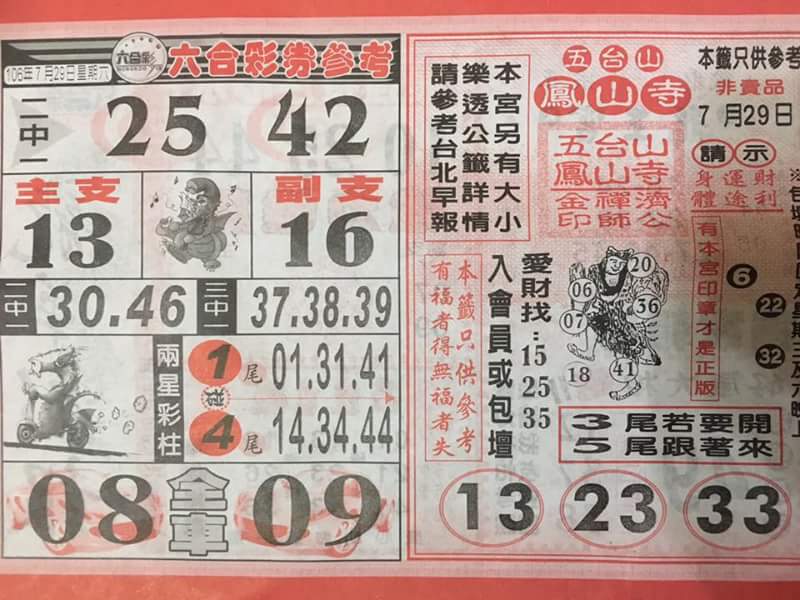 106年7月29日星期六
六合彩
六合彩券參考
二中一
25 42
主支
13
副支
16
二中一
30.46
三中一
37.38.39
兩星彩柱
1尾
01.31.41
或
4尾
14.34.44
08
全車
09
本宮另有大小
樂透公籤詳情
請參考台北早報
五台山
鳳山寺
本籤只供參考
非賣品
7 月29日
請示
身體
運途
財利
五台山
鳳山寺
金禪濟
印師公
有本宮印章才是正版
6
22
32
本籤只供參考
有福者得無福者失
入會員或包壇
愛財找:15 25 35
20
06
36
07
18
41
3尾若要開
5尾跟著來
13 23 33